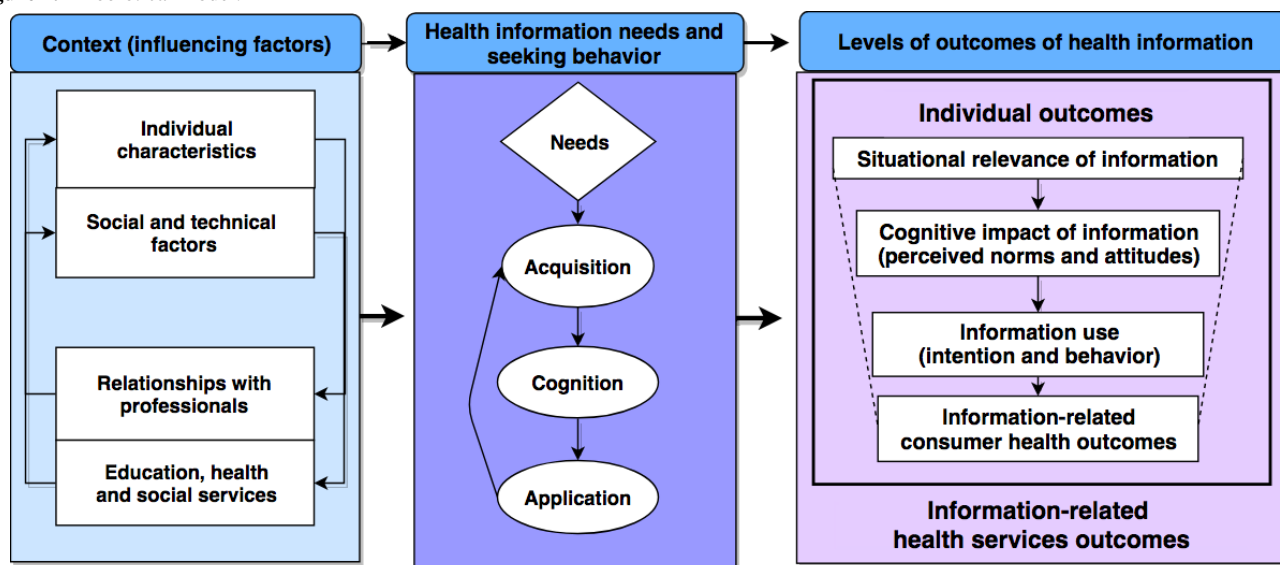 Context (influencing factors)
Health information needs and
seeking behavior
Levels of outcomes of health information
Individual
characteristics
Social and technical
factors
Relationships with
professionals
Education, health
and social services
Needs
Acquisition
Cognition
Application
Individual outcomes
Situational relevance of information
Cognitive impact of information
(perceived norms and attitudes)
Information use
(intention and behavior)
Information-related
consumer health outcomes
Information-related
health services outcomes